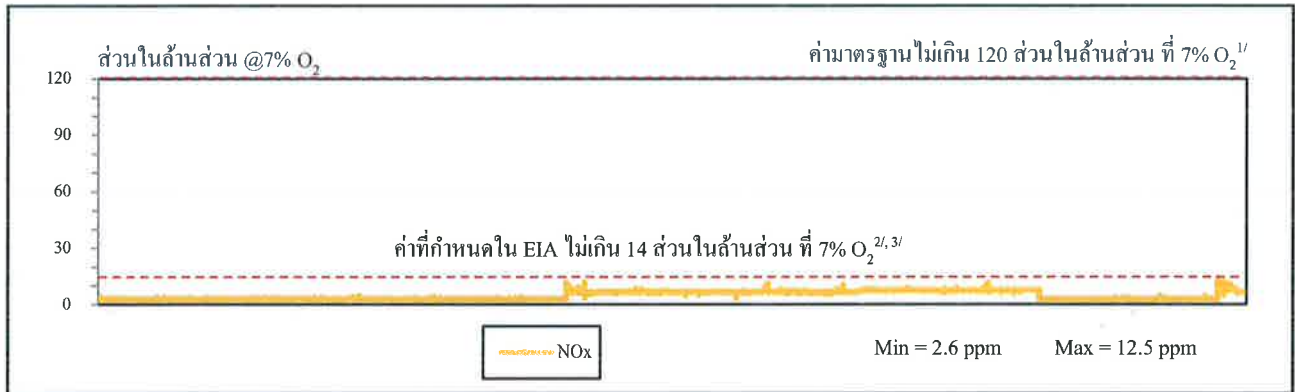 ส่วนในล้านส่วน @7% O₂
ค่ามาตรฐานไม่เกิน 120 ส่วนในล้านส่วน ที่ 7% O₂¹/
120
90
60
30
0
ค่าที่กำหนดใน EIA ไม่เกิน 14 ส่วนในล้านส่วน ที่ 7% O₂²/, ³/
NOx
Min = 2.6 ppm
Max = 12.5 ppm